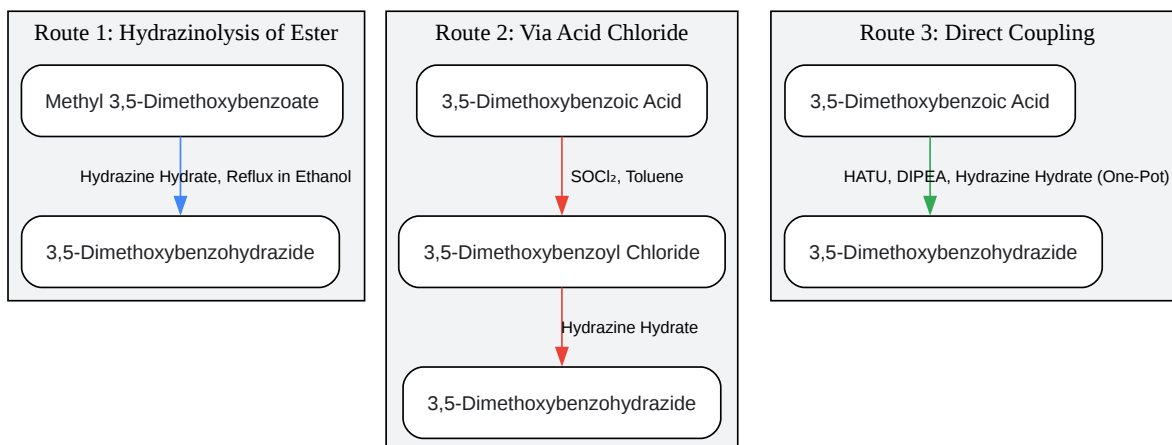 Route 1: Hydrazinolysis of Ester
Methyl 3,5-Dimethoxybenzoate
Hydrazine Hydrate, Reflux in Ethanol
3,5-Dimethoxybenzohydrazide
Route 2: Via Acid Chloride
3,5-Dimethoxybenzoic Acid
SOCl₂, Toluene
3,5-Dimethoxybenzoyl Chloride
Hydrazine Hydrate
3,5-Dimethoxybenzohydrazide
Route 3: Direct Coupling
3,5-Dimethoxybenzoic Acid
HATU, DIPEA, Hydrazine Hydrate (One-Pot)
3,5-Dimethoxybenzohydrazide